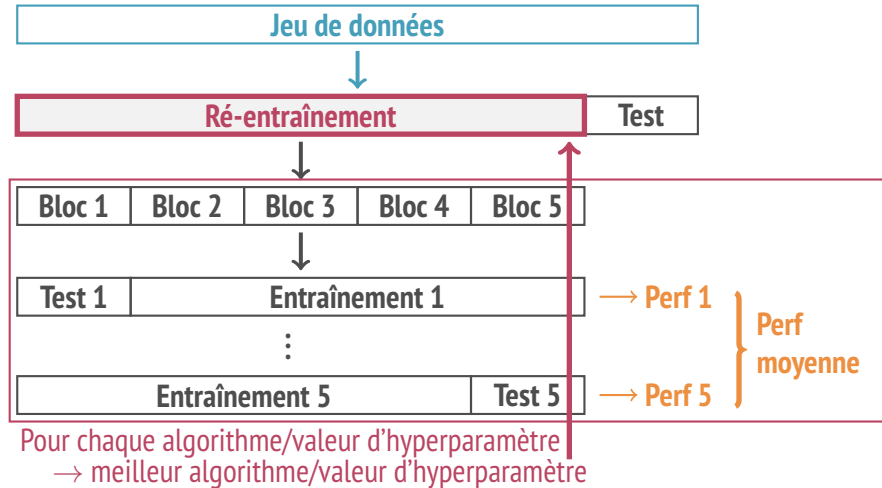 Jeu de données
Ré-entraînement Test
Bloc 1 Bloc 2 Bloc 3 Bloc 4 Bloc 5
Test 1 Entraînement 1 → Perf 1
Perf
moyenne
⋮
Entraînement 5 Test 5 → Perf 5
Pour chaque algorithme/valeur d'hyperparamètre
→ meilleur algorithme/valeur d'hyperparamètre